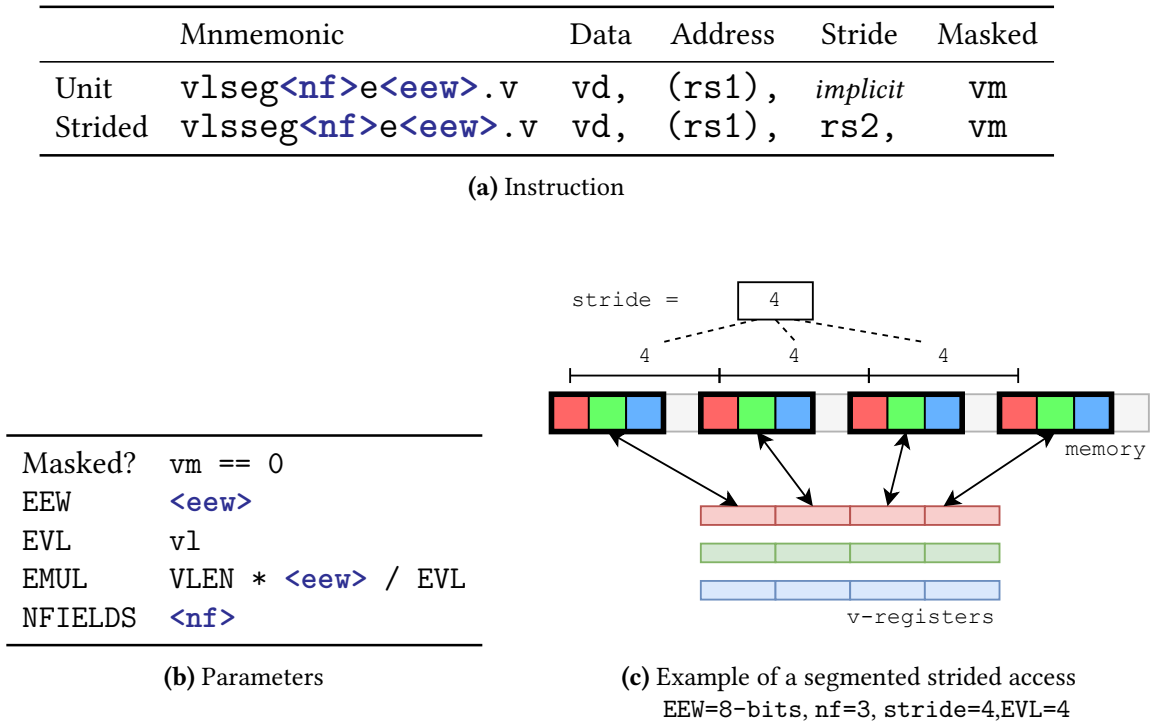 Mnmemonic Data Address Stride Masked
Unit vlseg<nf>e<eew>.v vd, (rs1), implicit vm
Strided vlsseg<nf>e<eew>.v vd, (rs1), rs2, vm
(a) Instruction
Masked? vm == 0
EEW <eew>
EVL vl
EMUL VLEN * <eew> / EVL
NFIELDS <nf>
(b) Parameters
stride = 4
4 4 4
memory
v-registers
(c) Example of a segmented strided access
EEW=8-bits, nf=3, stride=4,EVL=4